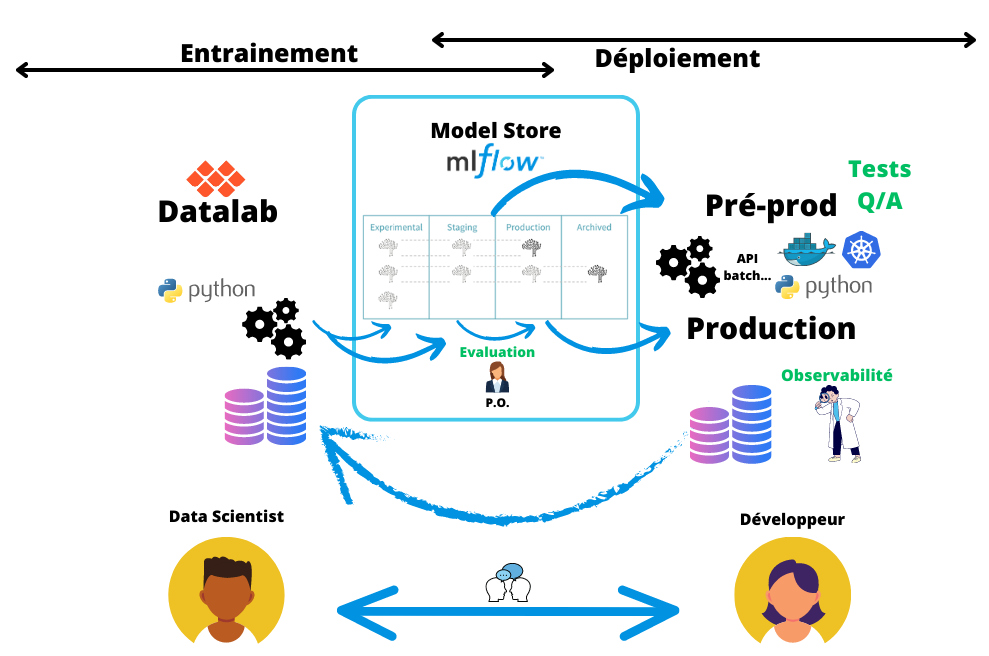 Entrainement
Déploiement
Model Store
mlflow
Datalab
python
Experimental
Staging
Production
Archived
Evaluation
P.O.
Tests
Q/A
Pré-prod
API
batch...
python
Production
Observabilité
Data Scientist
Développeur